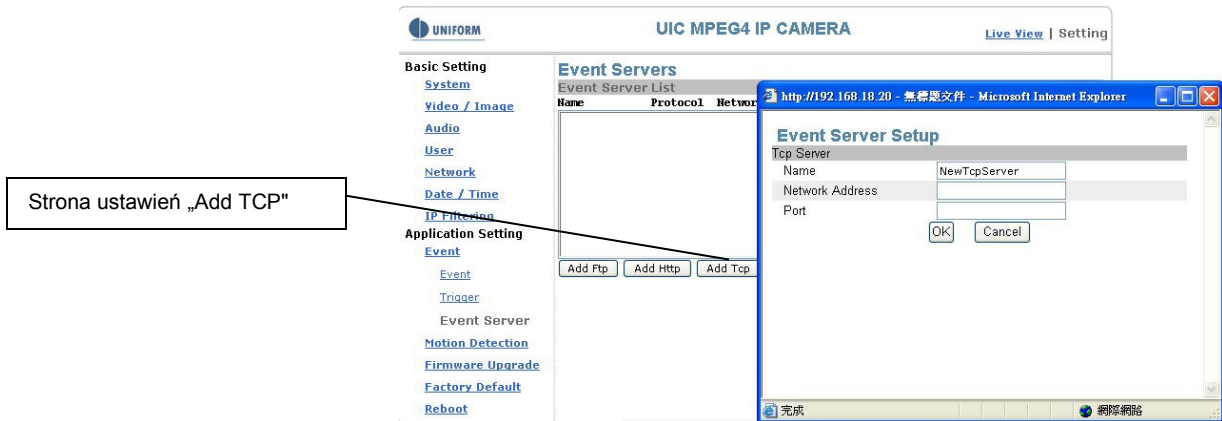 UNIFORM
UIC MPEG4 IP CAMERA
Live View | Setting
Basic Setting
System
Video / Image
Audio
User
Network
Date / Time
IP Filtering
Application Setting
Event
Event
Trigger
Event Server
Motion Detection
Firmware Upgrade
Factory Default
Reboot
Strona ustawień „Add TCP"
Event Servers
Event Server List
Name Protocol Networ
Add Ftp Add Http Add Tcp
http://192.168.18.20 - 無標題文件 - Microsoft Internet Explorer
Event Server Setup
Tcp Server
Name NewTcpServer
Network Address
Port
OK Cancel
完成 網際網路